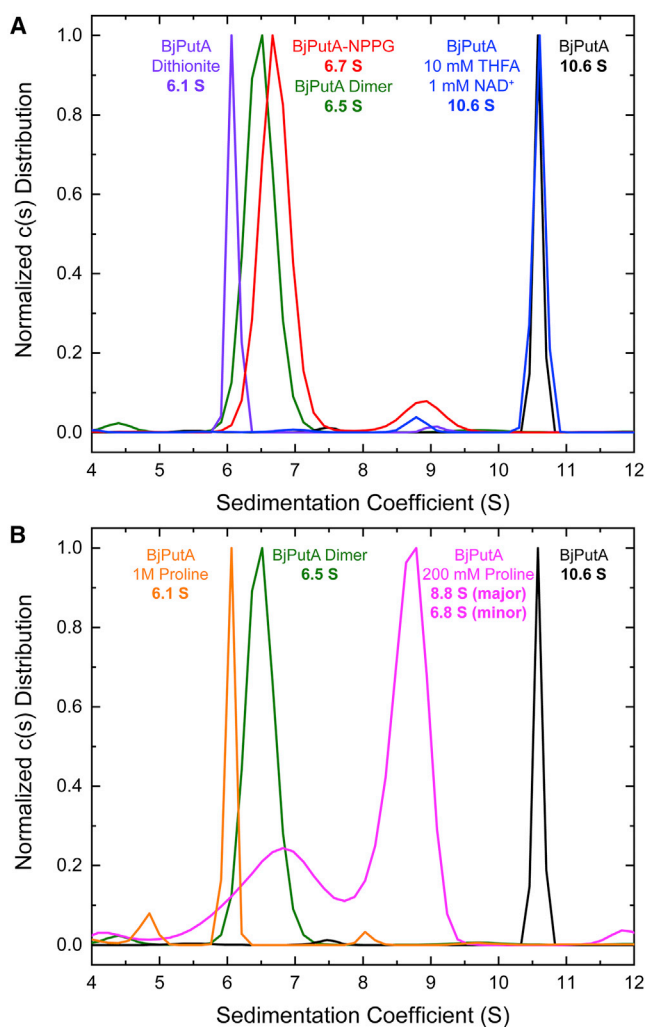 A
BjPutA
Dithionite
6.1 S
BjPutA-NPPG
6.7 S
BjPutA Dimer
6.5 S
BjPutA
10 mM THFA
1 mM NAD⁺
10.6 S
BjPutA
10.6 S
1.0
0.8
0.6
0.4
0.2
0.0
Normalized c(s) Distribution
4 5 6 7 8 9 10 11 12
Sedimentation Coefficient (S)
B
BjPutA
1M Proline
6.1 S
BjPutA Dimer
6.5 S
BjPutA
200 mM Proline
8.8 S (major)
6.8 S (minor)
BjPutA
10.6 S
1.0
0.8
0.6
0.4
0.2
0.0
Normalized c(s) Distribution
4 5 6 7 8 9 10 11 12
Sedimentation Coefficient (S)